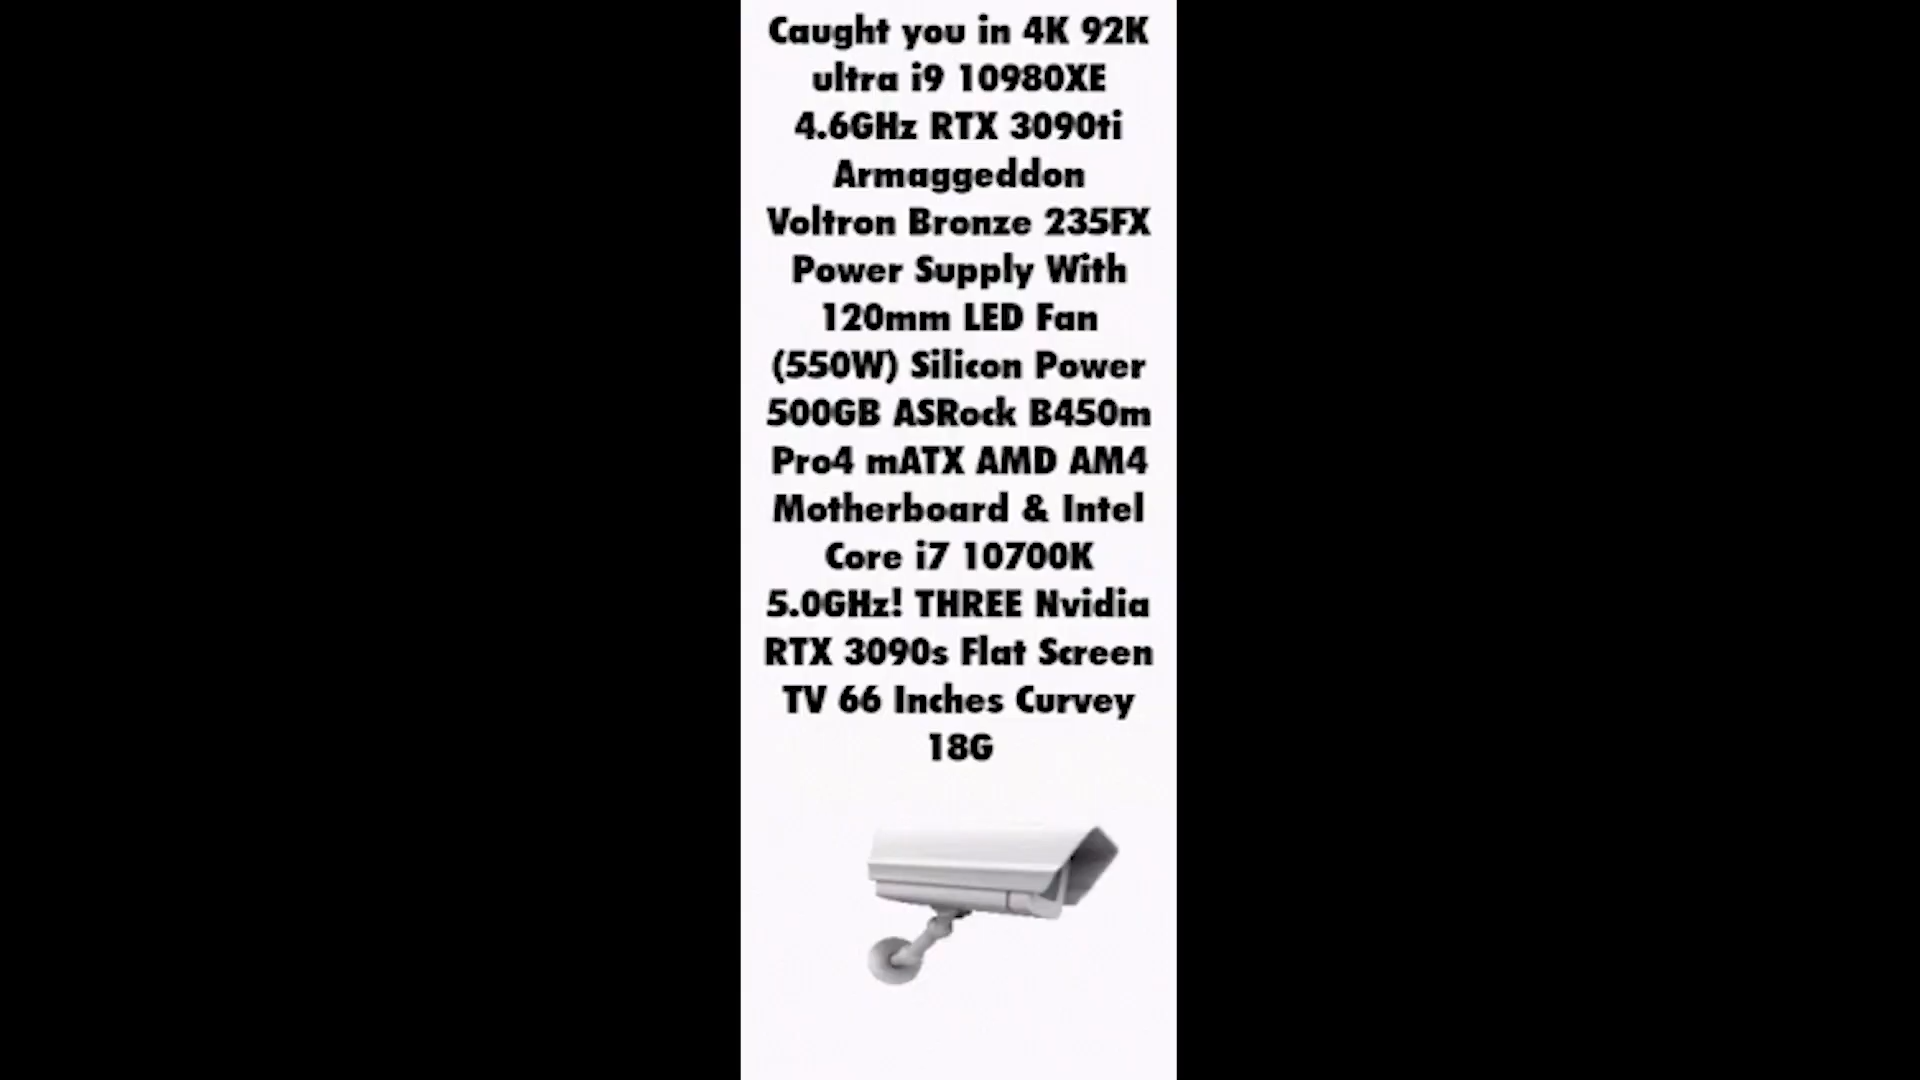 Caught you in 4K 92K
ultra i9 10980XE
4.6GHz RTX 3090ti
Armaggeddon
Voltron Bronze 235FX
Power Supply With
120mm LED Fan
(550W) Silicon Power
500GB ASRock B450m
Pro4 mATX AMD AM4
Motherboard & Intel
Core i7 10700K
5.0GHz! THREE Nvidia
RTX 3090s Flat Screen
TV 66 Inches Curvey
18G